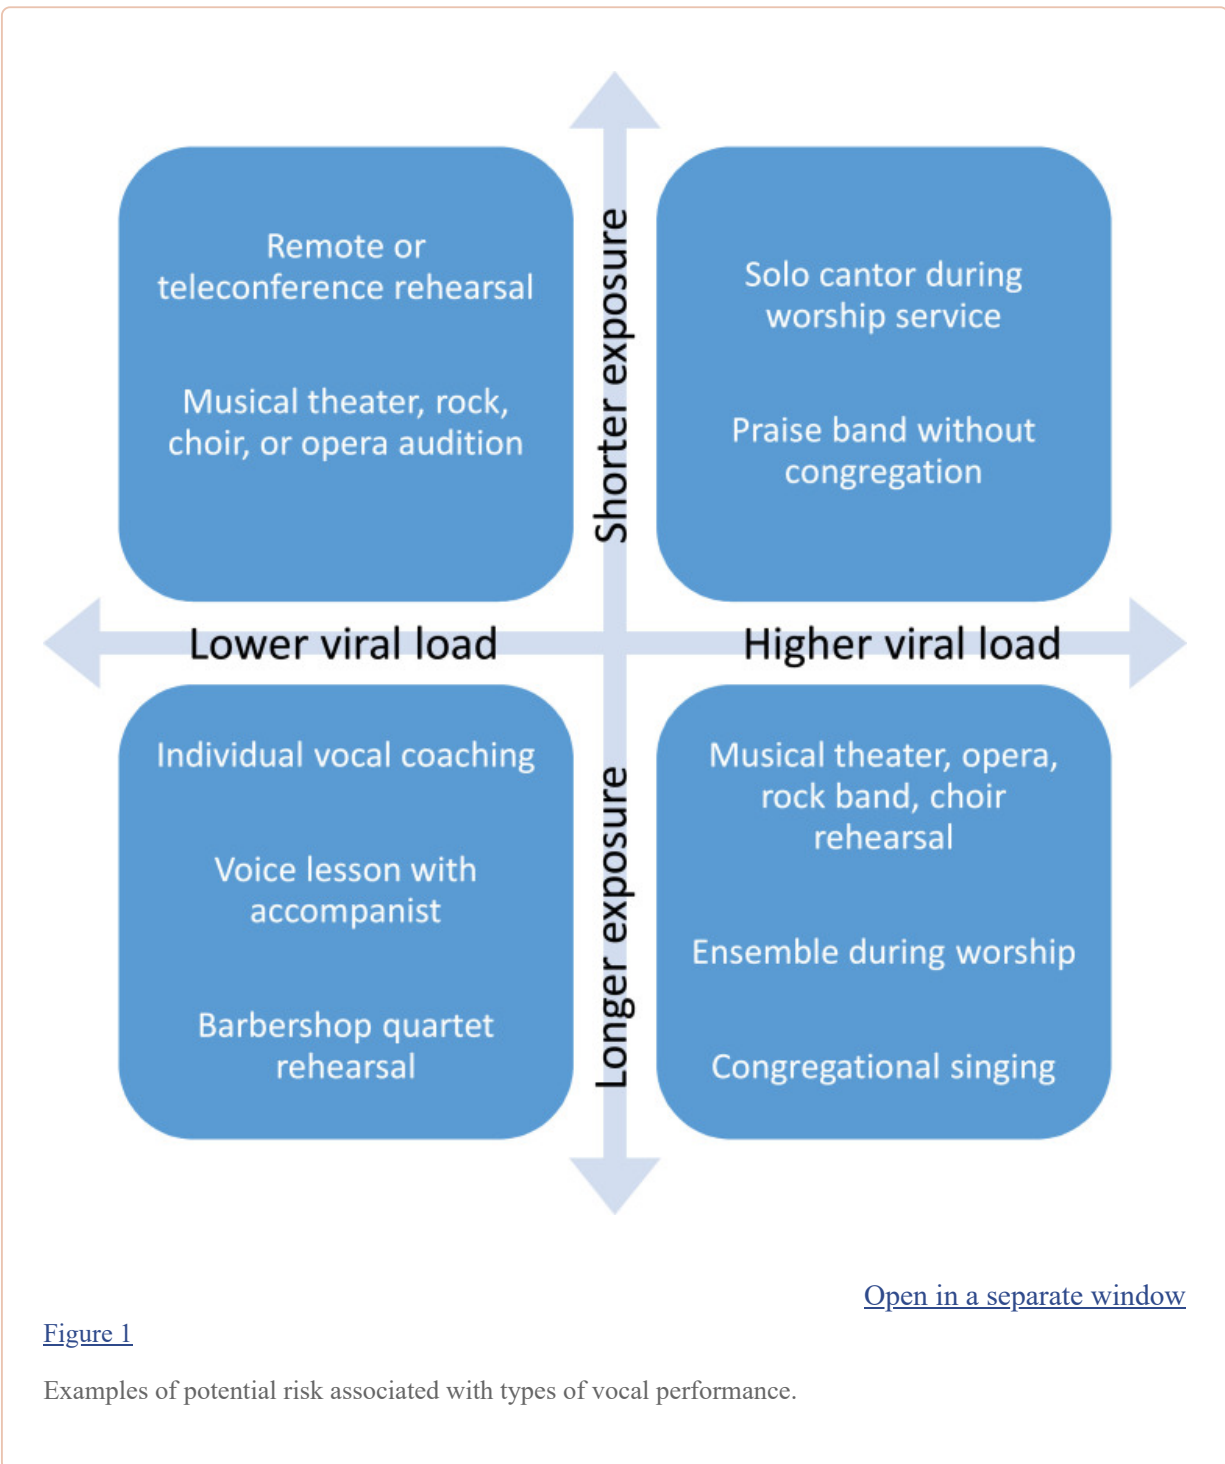 Remote or
teleconference rehearsal
Musical theater, rock,
choir, or opera audition
Shorter exposure
Solo cantor during
worship service
Praise band without
congregation
Lower viral load
Higher viral load
Individual vocal coaching
Voice lesson with
accompanist
Barbershop quartet
rehearsal
Longer exposure
Musical theater, opera,
rock band, choir
rehearsal
Ensemble during worship
Congregational singing
Open in a separate window
Figure 1
Examples of potential risk associated with types of vocal performance.